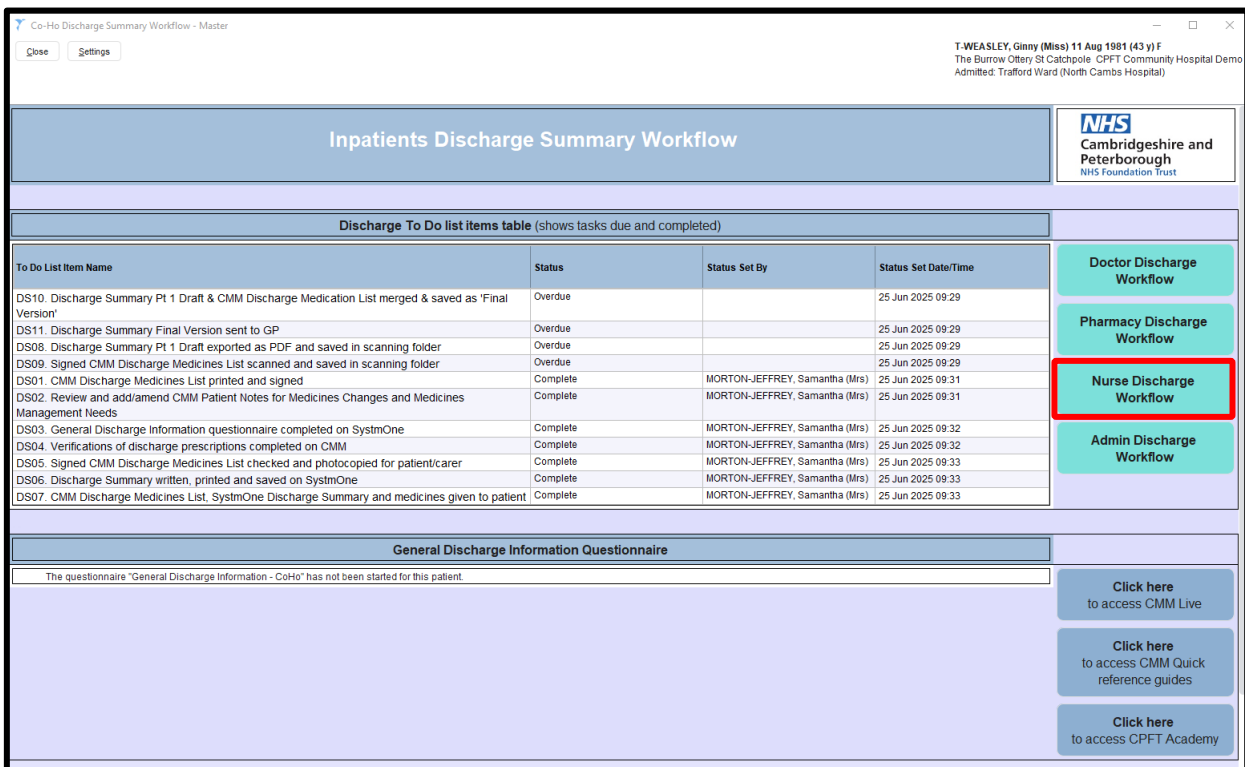 Co-Ho Discharge Summary Workflow - Master
Close Settings
T-WEASLEY, Ginny (Miss) 11 Aug 1981 (43 y) F
The Burrow Ottery St Catchpole CPFT Community Hospital Demo
Admitted: Trafford Ward (North Cambs Hospital)
Inpatients Discharge Summary Workflow
NHS
Cambridgeshire and
Peterborough
NHS Foundation Trust
Discharge To Do list items table (shows tasks due and completed)
To Do List Item Name Status Status Set By Status Set Date/Time
DS10. Discharge Summary Pt 1 Draft & CMM Discharge Medication List merged & saved as 'Final Overdue 25 Jun 2025 09:29
Version'
DS11. Discharge Summary Final Version sent to GP Overdue 25 Jun 2025 09:29
DS08. Discharge Summary Pt 1 Draft exported as PDF and saved in scanning folder Overdue 25 Jun 2025 09:29
DS09. Signed CMM Discharge Medicines List scanned and saved in scanning folder Overdue 25 Jun 2025 09:29
DS01. CMM Discharge Medicines List printed and signed Complete MORTON-JEFFREY, Samantha (Mrs) 25 Jun 2025 09:31
DS02. Review and add/amend CMM Patient Notes for Medicines Changes and Medicines Complete MORTON-JEFFREY, Samantha (Mrs) 25 Jun 2025 09:31
Management Needs
DS03. General Discharge Information questionnaire completed on SystmOne Complete MORTON-JEFFREY, Samantha (Mrs) 25 Jun 2025 09:32
DS04. Verifications of discharge prescriptions completed on CMM Complete MORTON-JEFFREY, Samantha (Mrs) 25 Jun 2025 09:32
DS05. Signed CMM Discharge Medicines List checked and photocopied for patient/carer Complete MORTON-JEFFREY, Samantha (Mrs) 25 Jun 2025 09:33
DS06. Discharge Summary written, printed and saved on SystmOne Complete MORTON-JEFFREY, Samantha (Mrs) 25 Jun 2025 09:33
DS07. CMM Discharge Medicines List, SystmOne Discharge Summary and medicines given to patient Complete MORTON-JEFFREY, Samantha (Mrs) 25 Jun 2025 09:33
Doctor Discharge
Workflow
Pharmacy Discharge
Workflow
Nurse Discharge
Workflow
Admin Discharge
Workflow
General Discharge Information Questionnaire
The questionnaire "General Discharge Information - CoHo" has not been started for this patient.
Click here
to access CMM Live
Click here
to access CMM Quick
reference guides
Click here
to access CPFT Academy